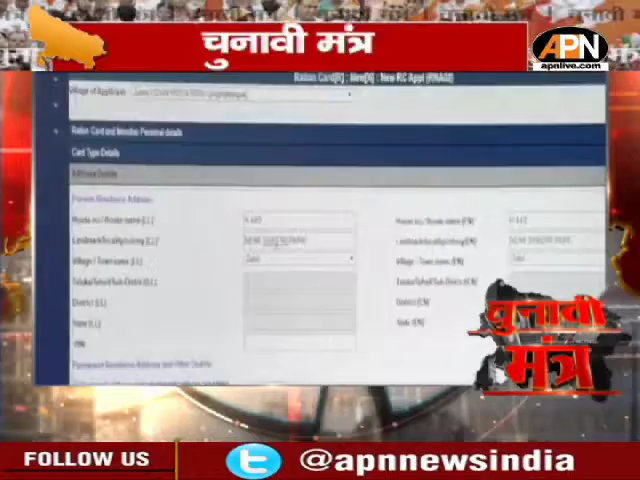 चुनावी मंत्र
APN
apnlive.com
Ration Card[R] : New[X] : New RC Appl (RNA02)
Village of Applicant
Ration Card and Member Personal details
Card Type Details
Address Details
Present Residence Address
House no./ House name (LL)
House no./ House name (EN)
Landmark/locality/colony (LL)
Landmark/locality/colony(EN)
Village / Town name (LL)
Village / Town name (EN)
Taluka/Tehsil/Sub-District (LL)
Taluka/Tehsil/Sub-District (EN)
District (LL)
District (EN)
State (LL)
State (EN)
Permanent Residence Address and Other Details
चुनावी
मंत्र
FOLLOW US
@apnnewsindia